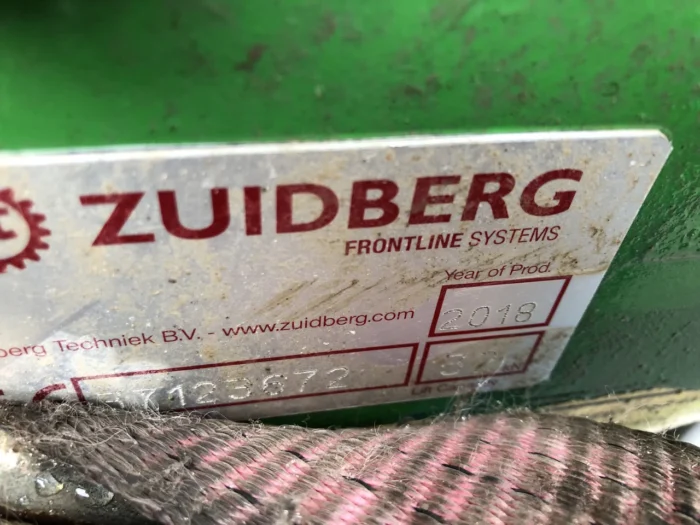 ZUIDBERG
FRONTLINE SYSTEMS
Year of Prod.
2018
berg Techniek B.V. - www.zuidberg.com